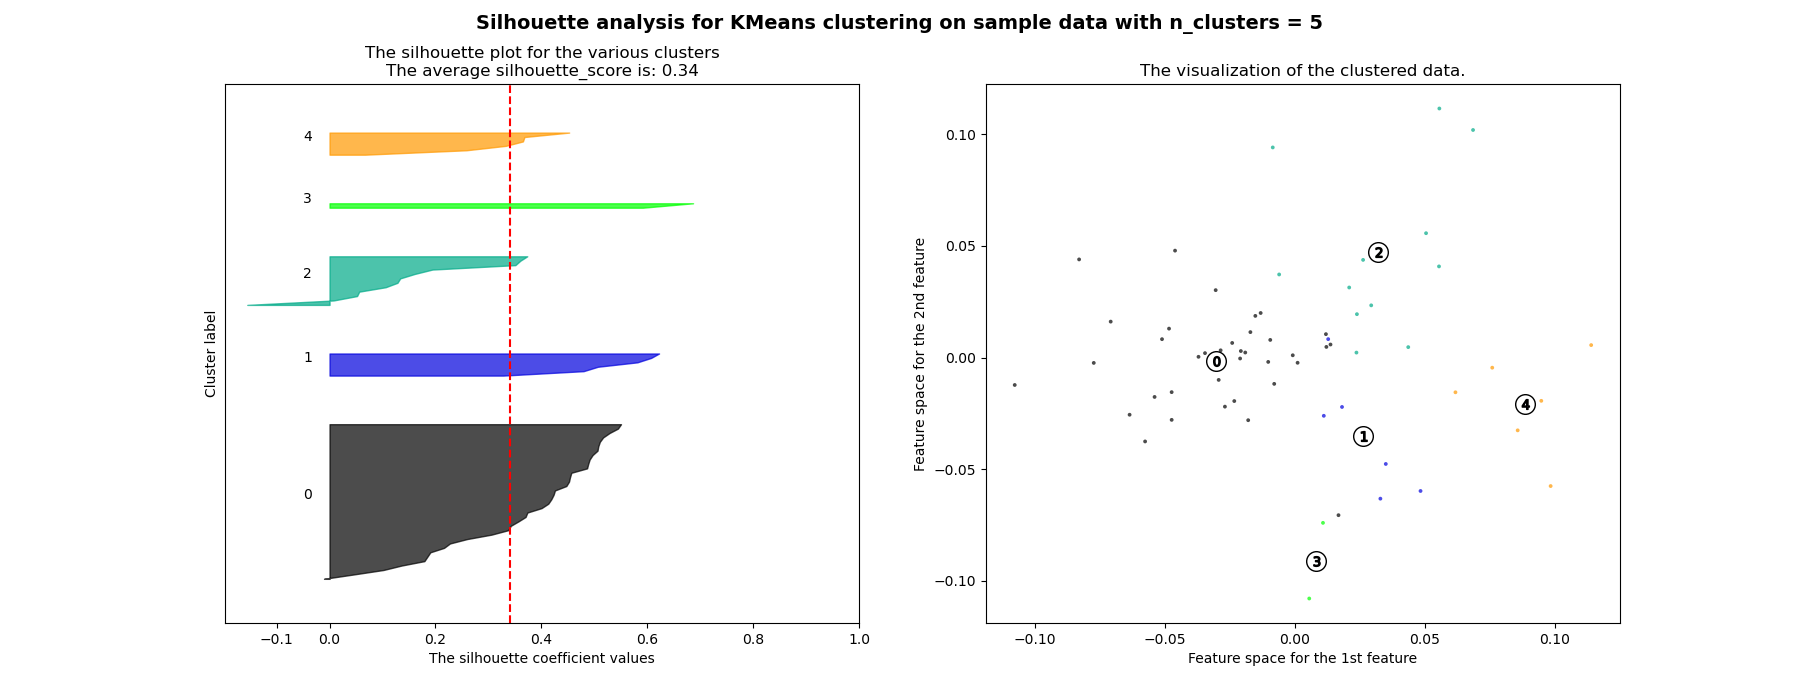 Silhouette analysis for KMeans clustering on sample data with n_clusters = 5
The silhouette plot for the various clusters
The average silhouette_score is: 0.34
4
3
2
1
0
Cluster label
−0.1 0.0 0.2 0.4 0.6 0.8 1.0
The silhouette coefficient values
The visualization of the clustered data.
0.10
0.05
0.00
−0.05
−0.10
Feature space for the 2nd feature
2
0
4
1
3
−0.10 −0.05 0.00 0.05 0.10
Feature space for the 1st feature